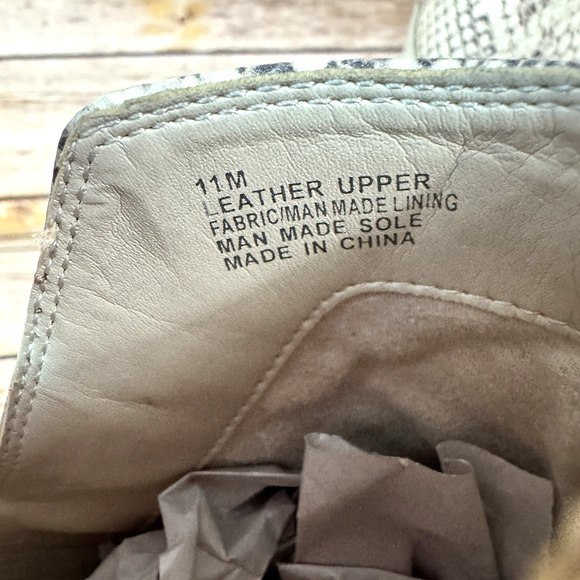 11M
LEATHER UPPER
FABRIC/MAN MADE LINING
MAN MADE SOLE
MADE IN CHINA